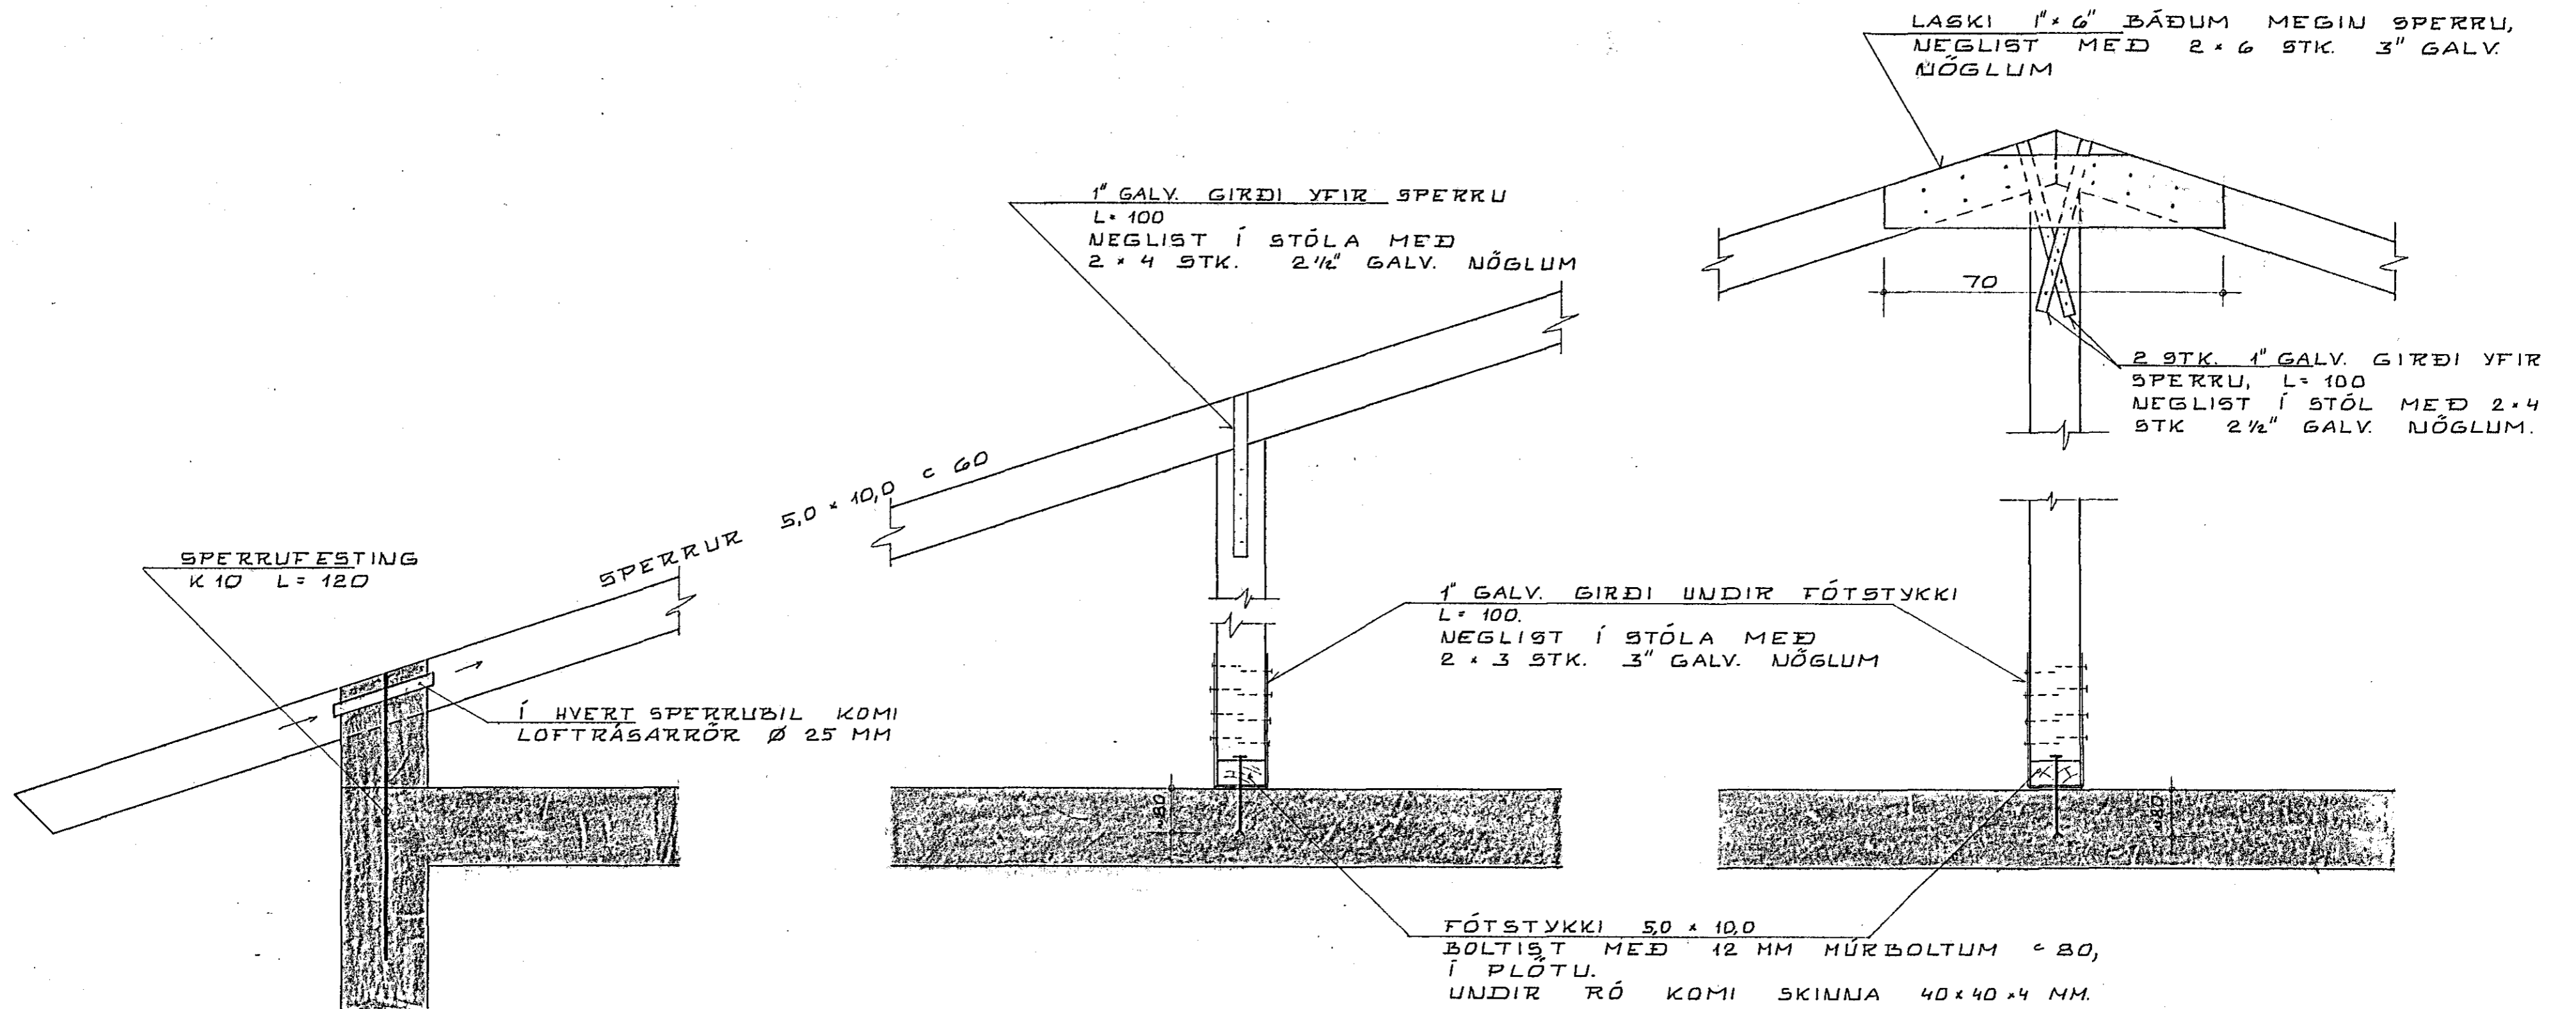 LASKI 1" × 6" BÁÐUM MEGIN SPERRU,
NEGLIST MEÐ 2 × 6 STK. 3" GALV.
NÖGLUM
1" GALV. GIRÐI YFIR SPERRU
L= 100
NEGLIST Í STÓLA MEÐ
2 × 4 STK. 2 1/2" GALV. NÖGLUM
70
2 STK. 1" GALV. GIRÐI YFIR
SPERRU, L= 100
NEGLIST Í STÓL MEÐ 2×4
STK 2 1/2" GALV. NÖGLUM.
SPERRUR 5,0 × 10,0 c 60
SPERRUFESTING
K 10 L= 120
1" GALV. GIRÐI UNDIR FÓTSTYKKI
L= 100.
NEGLIST Í STÓLA MEÐ
2 × 3 STK. 3" GALV. NÖGLUM
Í HVERT SPERRUBIL KOMI
LOFTRÁSARRÖR Ø 25 MM
80
80
FÓTSTYKKI 5,0 × 10,0
BOLTIST MEÐ 12 MM MÚRBOLTUM c 80,
Í PLÖTU.
UNDIR RÓ KOMI SKINNA 40 × 40 × 4 MM.